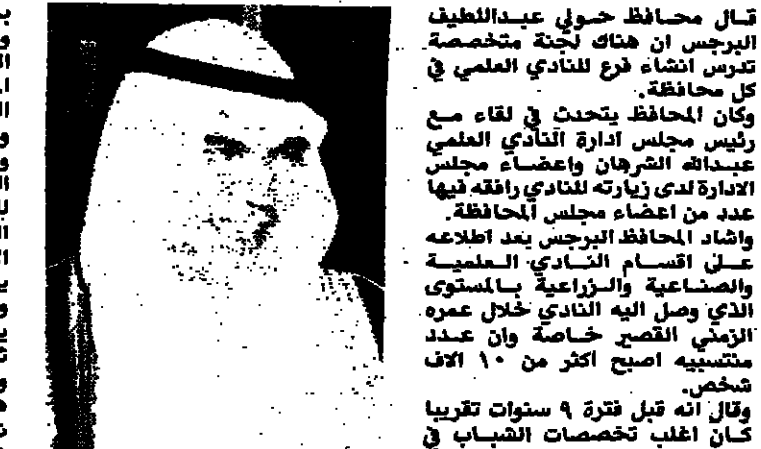 قال محافظ حولي عبداللطيف
البرجس ان هناك لجنة متخصصة
تدرس انشاء فرع للنادي العلمي في
كل محافظة.
وكان المحافظ يتحدث في لقاء مع
رئيس مجلس ادارة النادي العلمي
عبدالله الشرهان واعضاء مجلس
الادارة لدى زيارته للنادي رافقه فيها
عدد من اعضاء مجلس المحافظة.
واشاد المحافظ البرجس بعد اطلاعه
على اقسام النادي العلمية
والصناعية والزراعية بالمستوى
الذي وصل اليه النادي خلال عمره
الزمني القصير خاصة وان عدد
منتسبيه اصبح اكثر من ١٠ الاف
شخص.
وقال انه قبل فترة ٩ سنوات تقريبا
كان اغلب تخصصات الشباب في